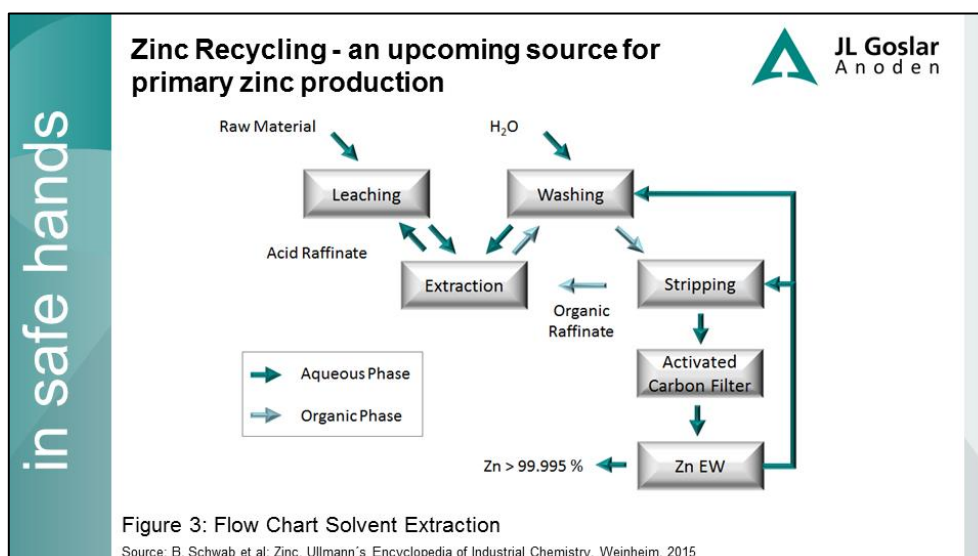 in safe hands
Zinc Recycling - an upcoming source for
primary zinc production
JL Goslar
Anoden
Raw Material
H₂O
Leaching
Washing
Acid Raffinate
Extraction
Stripping
Organic
Raffinate
Activated
Carbon Filter
Aqueous Phase
Organic Phase
Zn > 99.995 %
Zn EW
Figure 3: Flow Chart Solvent Extraction
Source: B. Schwab et al: Zinc, Ullmann´s Encyclopedia of Industrial Chemistry, Weinheim, 2015